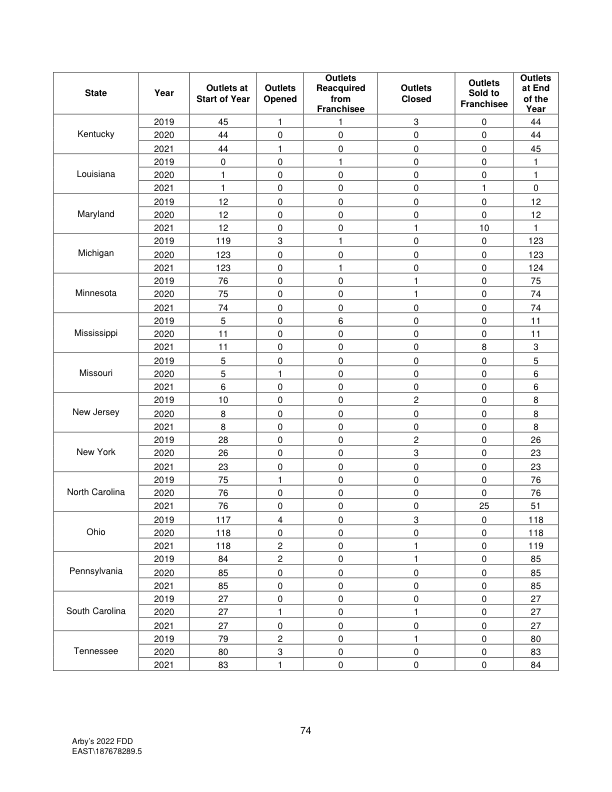 State Year Outlets at Start of Year Outlets Opened Outlets Reacquired from Franchisee Outlets Closed Outlets Sold to Franchisee Outlets at End of the Year
Kentucky
2019 45 1 1 3 0 44
2020 44 0 0 0 0 44
2021 44 1 0 0 0 45
Louisiana
2019 0 0 1 0 0 1
2020 1 0 0 0 0 1
2021 1 0 0 0 1 0
Maryland
2019 12 0 0 0 0 12
2020 12 0 0 0 0 12
2021 12 0 0 1 10 1
Michigan
2019 119 3 1 0 0 123
2020 123 0 0 0 0 123
2021 123 0 1 0 0 124
Minnesota
2019 76 0 0 1 0 75
2020 75 0 0 1 0 74
2021 74 0 0 0 0 74
Mississippi
2019 5 0 6 0 0 11
2020 11 0 0 0 0 11
2021 11 0 0 0 8 3
Missouri
2019 5 0 0 0 0 5
2020 5 1 0 0 0 6
2021 6 0 0 0 0 6
New Jersey
2019 10 0 0 2 0 8
2020 8 0 0 0 0 8
2021 8 0 0 0 0 8
New York
2019 28 0 0 2 0 26
2020 26 0 0 3 0 23
2021 23 0 0 0 0 23
North Carolina
2019 75 1 0 0 0 76
2020 76 0 0 0 0 76
2021 76 0 0 0 25 51
Ohio
2019 117 4 0 3 0 118
2020 118 0 0 0 0 118
2021 118 2 0 1 0 119
Pennsylvania
2019 84 2 0 1 0 85
2020 85 0 0 0 0 85
2021 85 0 0 0 0 85
South Carolina
2019 27 0 0 0 0 27
2020 27 1 0 1 0 27
2021 27 0 0 0 0 27
Tennessee
2019 79 2 0 1 0 80
2020 80 3 0 0 0 83
2021 83 1 0 0 0 84
74
Arby's 2022 FDD
EAST\187678289.5